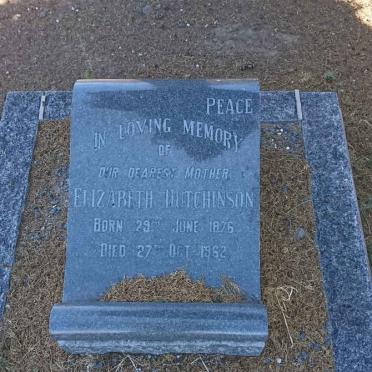 PEACE
IN LOVING MEMORY
OF
OUR DEAREST MOTHER
ELIZABETH HUTCHINSON
BORN 29TH JUNE 1876
DIED 27TH OCT. 1962